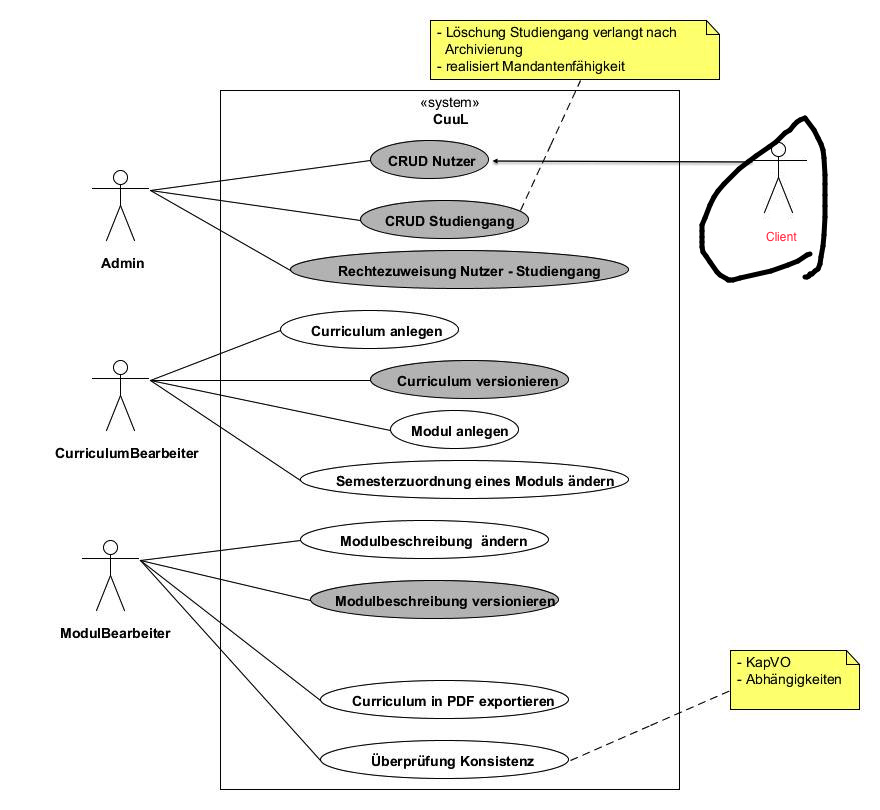 - Löschung Studiengang verlangt nach
Archivierung
- realisiert Mandantenfähigkeit
«system»
CuuL
CRUD Nutzer
CRUD Studiengang
Rechtezuweisung Nutzer - Studiengang
Admin
Client
Curriculum anlegen
Curriculum versionieren
Modul anlegen
Semesterzuordnung eines Moduls ändern
CurriculumBearbeiter
Modulbeschreibung ändern
Modulbeschreibung versionieren
ModulBearbeiter
Curriculum in PDF exportieren
Überprüfung Konsistenz
- KapVO
- Abhängigkeiten